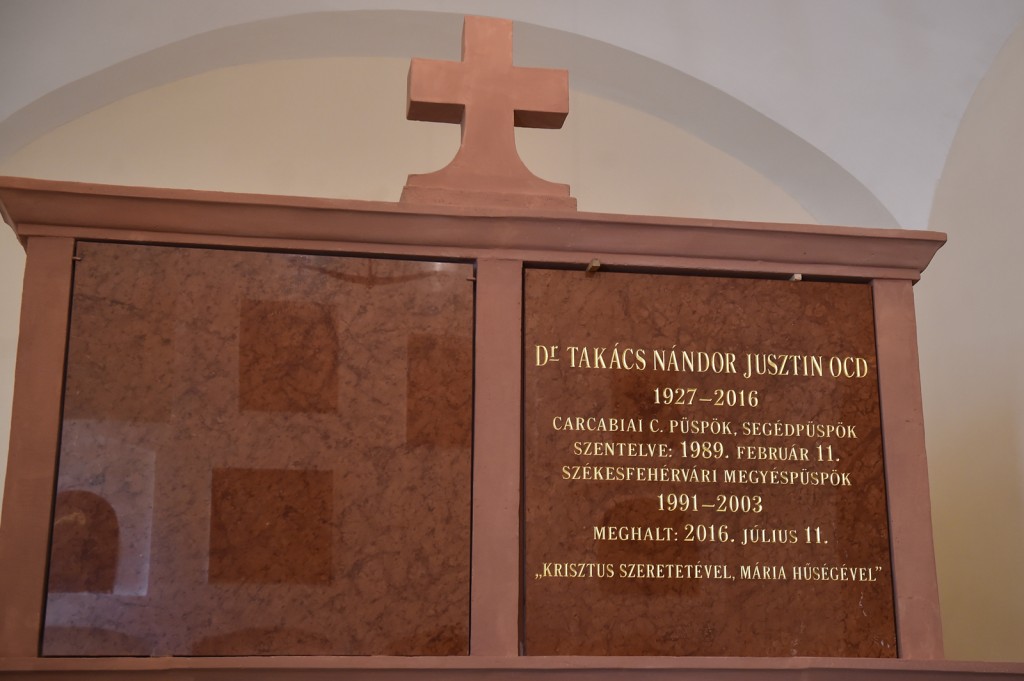 Dr TAKÁCS NÁNDOR JUSZTIN OCD
1927–2016
CARCABIAI C. PÜSPÖK, SEGÉDPÜSPÖK
SZENTELVE: 1989. FEBRUÁR 11.
SZÉKESFEHÉRVÁRI MEGYÉSPÜSPÖK
1991–2003
MEGHALT: 2016. JÚLIUS 11.
„KRISZTUS SZERETETÉVEL, MÁRIA HŰSÉGÉVEL”